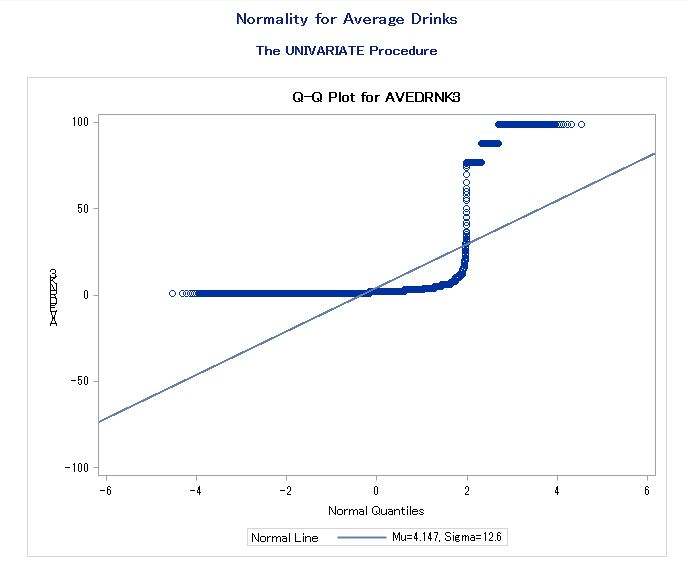 Normality for Average Drinks
The UNIVARIATE Procedure
Q-Q Plot for AVEDRNK3
100
50
0
-50
-100
AVEDRNK3
-6
-4
-2
0
2
4
6
Normal Quantiles
Normal Line
Mu=4.147, Sigma=12.6